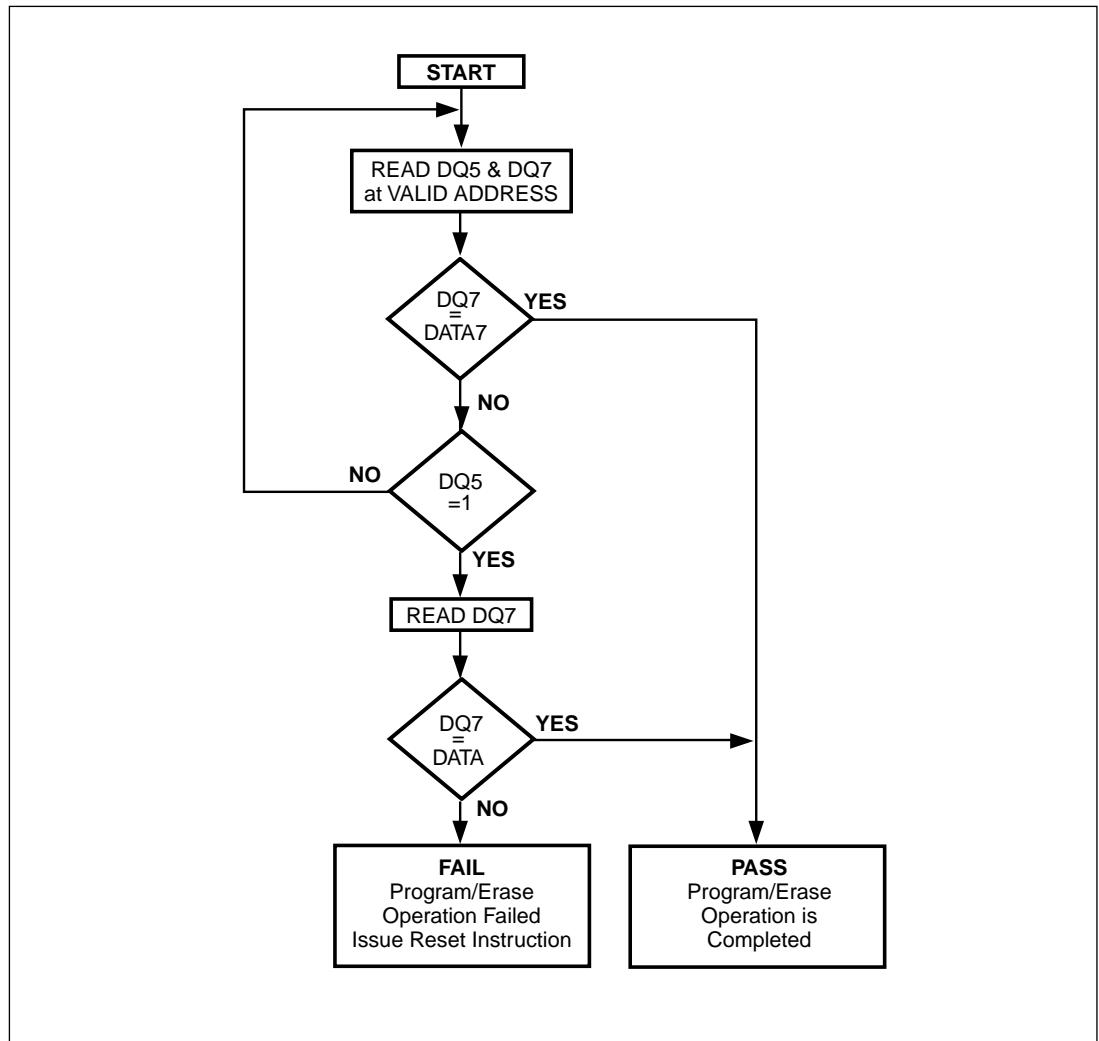 START
READ DQ5 & DQ7
at VALID ADDRESS
DQ7
=
DATA7
YES
NO
DQ5
=1
NO
YES
READ DQ7
DQ7
=
DATA
YES
NO
FAIL
Program/Erase
Operation Failed
Issue Reset Instruction
PASS
Program/Erase
Operation is
Completed